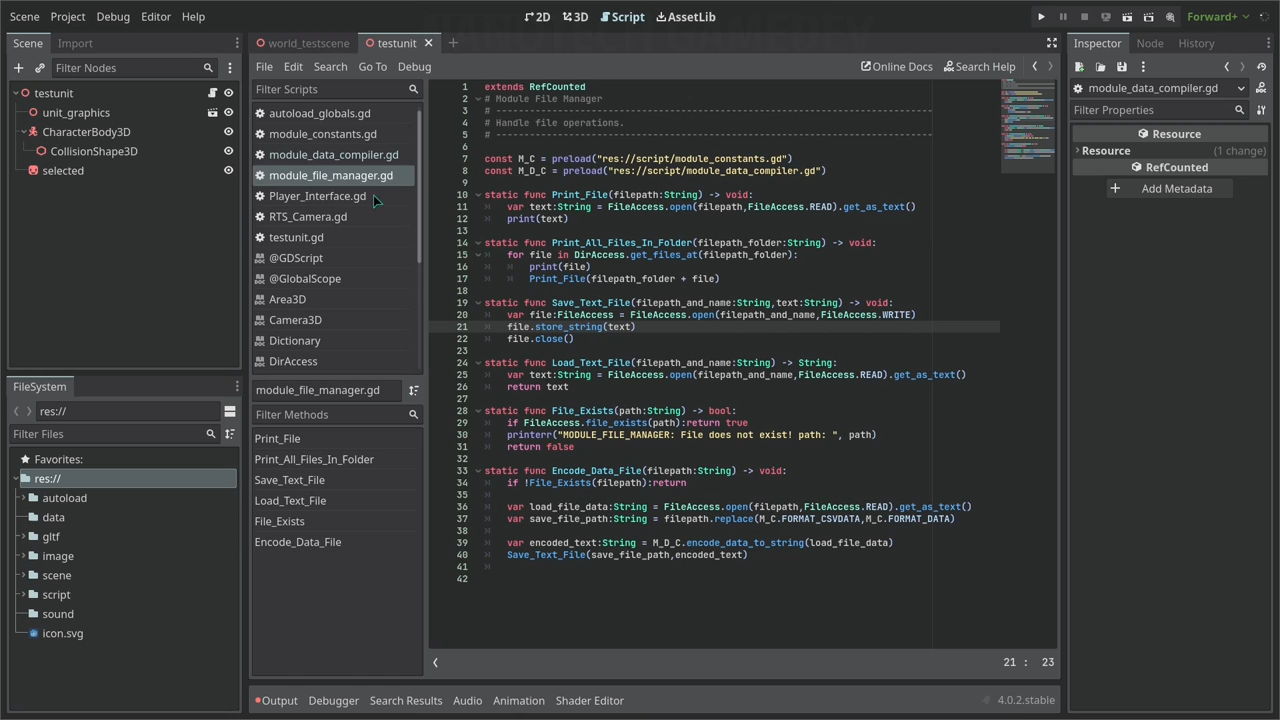 Scene Project Debug Editor Help
2D 3D Script AssetLib
Forward+
Scene Import
Filter Nodes
testunit
unit_graphics
CharacterBody3D
CollisionShape3D
selected
FileSystem
res://
Filter Files
Favorites:
res://
autoload
data
gltf
image
scene
script
sound
icon.svg
world_testscene testunit
File Edit Search Go To Debug
Online Docs Search Help
Filter Scripts
autoload_globals.gd
module_constants.gd
module_data_compiler.gd
module_file_manager.gd
Player_Interface.gd
RTS_Camera.gd
testunit.gd
@GDScript
@GlobalScope
Area3D
Camera3D
Dictionary
DirAccess
module_file_manager.gd
Filter Methods
Print_File
Print_All_Files_In_Folder
Save_Text_File
Load_Text_File
File_Exists
Encode_Data_File
1 extends RefCounted
2 # Module File Manager
3 # -------------------------------------------------------------
4 # Handle file operations.
5 # -------------------------------------------------------------
6
7 const M_C = preload("res://script/module_constants.gd")
8 const M_D_C = preload("res://script/module_data_compiler.gd")
9
10 static func Print_File(filepath:String) -> void:
11 var text:String = FileAccess.open(filepath,FileAccess.READ).get_as_text()
12 print(text)
13
14 static func Print_All_Files_In_Folder(filepath_folder:String) -> void:
15 for file in DirAccess.get_files_at(filepath_folder):
16 print(file)
17 Print_File(filepath_folder + file)
18
19 static func Save_Text_File(filepath_and_name:String,text:String) -> void:
20 var file:FileAccess = FileAccess.open(filepath_and_name,FileAccess.WRITE)
21 file.store_string(text)
22 file.close()
23
24 static func Load_Text_File(filepath_and_name:String) -> String:
25 var text:String = FileAccess.open(filepath_and_name,FileAccess.READ).get_as_text()
26 return text
27
28 static func File_Exists(path:String) -> bool:
29 if FileAccess.file_exists(path):return true
30 printerr("MODULE_FILE_MANAGER: File does not exist! path: ", path)
31 return false
32
33 static func Encode_Data_File(filepath:String) -> void:
34 if !File_Exists(filepath):return
35
36 var load_file_data:String = FileAccess.open(filepath,FileAccess.READ).get_as_text()
37 var save_file_path:String = filepath.replace(M_C.FORMAT_CSVDATA,M_C.FORMAT_DATA)
38
39 var encoded_text:String = M_D_C.encode_data_to_string(load_file_data)
40 Save_Text_File(save_file_path,encoded_text)
41
42
21 : 23
Output Debugger Search Results Audio Animation Shader Editor
4.0.2.stable
Inspector Node History
module_data_compiler.gd
Filter Properties
Resource
Resource (1 change)
RefCounted
Add Metadata